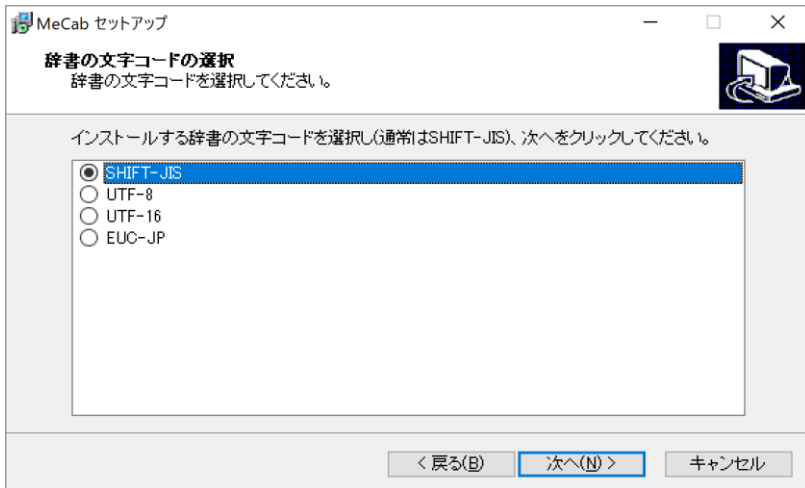 MeCab セットアップ
辞書の文字コードの選択
辞書の文字コードを選択してください。
インストールする辞書の文字コードを選択し(通常はSHIFT-JIS)、次へをクリックしてください。
SHIFT-JIS
UTF-8
UTF-16
EUC-JP
< 戻る(B)
次へ(N) >
キャンセル